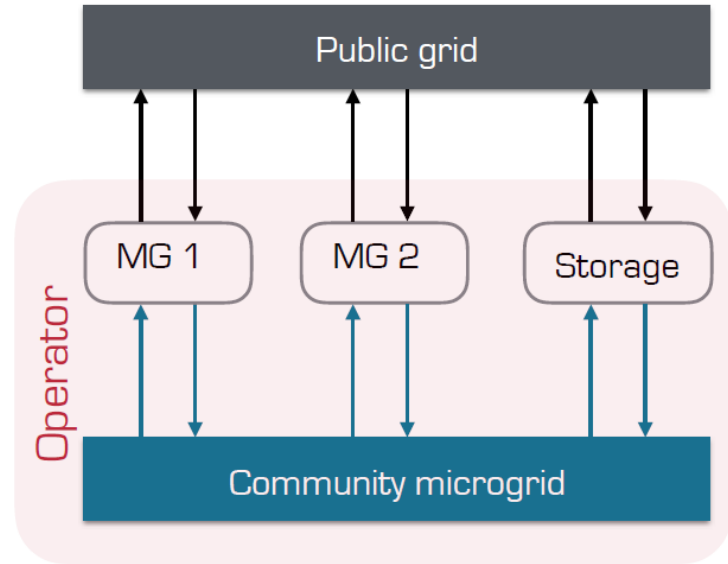 Public grid
MG 1
MG 2
Storage
Operator
Community microgrid